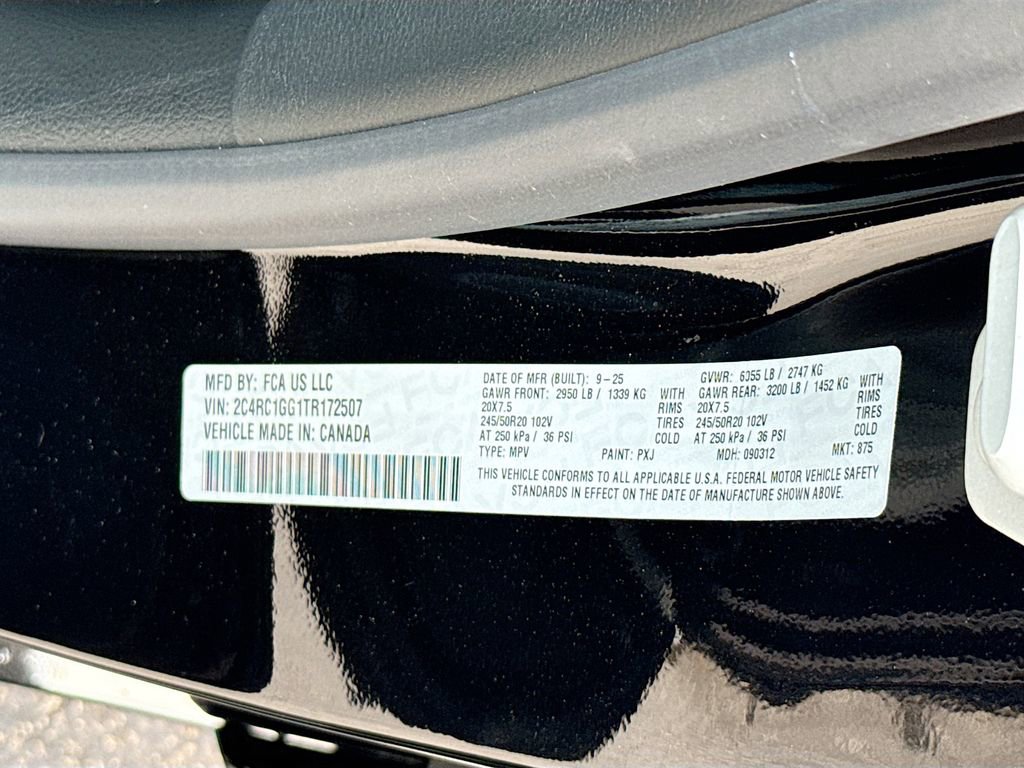 MFD BY: FCA US LLC
VIN: 2C4RC1GG1TR172507
VEHICLE MADE IN: CANADA
DATE OF MFR (BUILT): 9-25 GVWR: 6055 LB / 2747 KG
GAWR FRONT: 2950 LB / 1339 KG WITH GAWR REAR: 3200 LB / 1452 KG WITH
20X7.5 RIMS 20X7.5 RIMS
245/50R20 102V TIRES 245/50R20 102V TIRES
AT 250 kPa / 36 PSI COLD AT 250 kPa / 36 PSI COLD
TYPE: MPV PAINT: PXJ MDH: 090312 MKT: 875
THIS VEHICLE CONFORMS TO ALL APPLICABLE U.S.A. FEDERAL MOTOR VEHICLE SAFETY
STANDARDS IN EFFECT ON THE DATE OF MANUFACTURE SHOWN ABOVE.